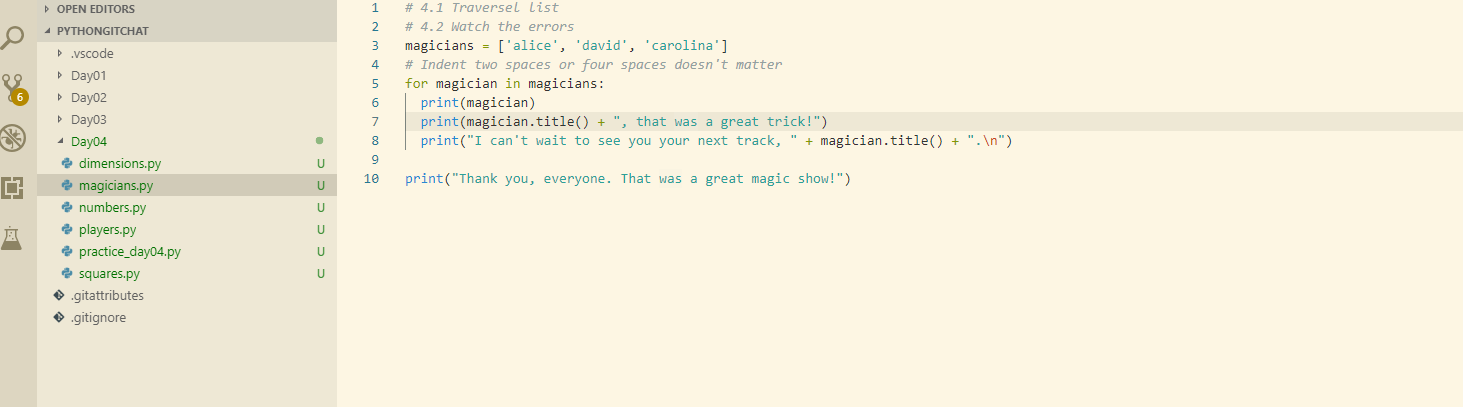 OPEN EDITORS
PYTHONGITCHAT
.vscode
Day01
Day02
Day03
Day04
dimensions.py U
magicians.py U
numbers.py U
players.py U
practice_day04.py U
squares.py U
.gitattributes
.gitignore
6
1 # 4.1 Traversel list
2 # 4.2 Watch the errors
3 magicians = ['alice', 'david', 'carolina']
4 # Indent two spaces or four spaces doesn't matter
5 for magician in magicians:
6 print(magician)
7 print(magician.title() + ", that was a great trick!")
8 print("I can't wait to see you your next track, " + magician.title() + ".\n")
9
10 print("Thank you, everyone. That was a great magic show!")